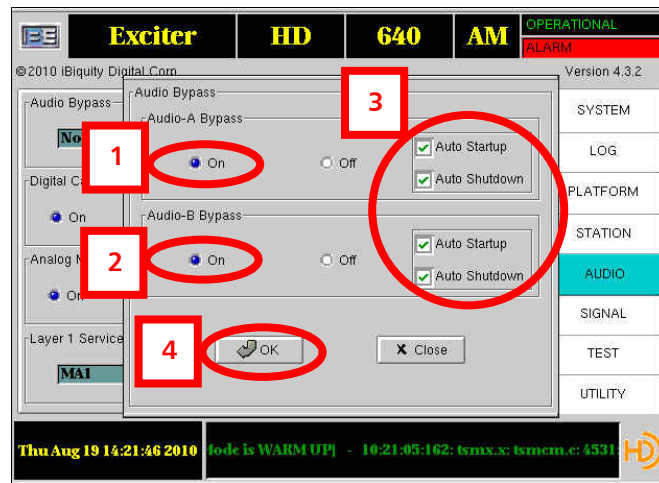 Exciter HD 640 AM OPERATIONAL
ALARM
©2010 iBiquity Digital Corp Version 4.3.2
Audio Bypass
No
Digital C
On
Analog M
On
Layer 1 Service
MA1
Audio Bypass
Audio-A Bypass
On Off
Auto Startup
Auto Shutdown
Audio-B Bypass
On Off
Auto Startup
Auto Shutdown
OK X Close
1
2
3
4
SYSTEM
LOG
PLATFORM
STATION
AUDIO
SIGNAL
TEST
UTILITY
Thu Aug 19 14:21:46 2010
Mode is WARM UP] - 10:21:05:162: tsmx.x: tsmcm.c: 4531
HD